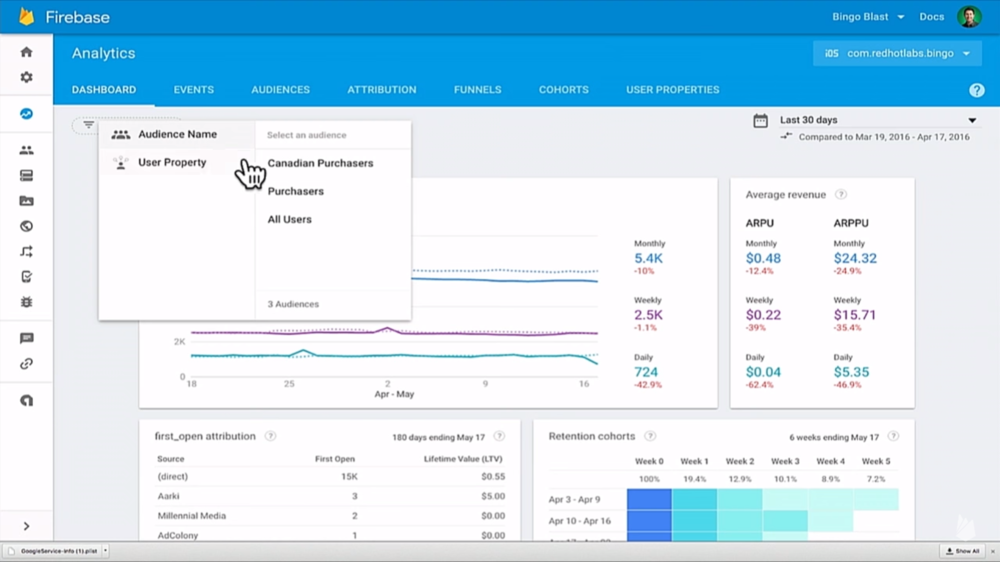 Firebase
Bingo Blast
Docs
Analytics
iOS com.redhotlabs.bingo
DASHBOARD
EVENTS
AUDIENCES
ATTRIBUTION
FUNNELS
COHORTS
USER PROPERTIES
?
Audience Name
User Property
Select an audience
Canadian Purchasers
Purchasers
All Users
3 Audiences
Last 30 days
Compared to Mar 19, 2016 - Apr 17, 2016
2K
0
18 25 2 9 16
Apr - May
Monthly
5.4K
-10%
Weekly
2.5K
-1.1%
Daily
724
-42.9%
Average revenue ?
ARPU ARPPU
Monthly Monthly
$0.48 $24.32
-12.4% -24.9%
Weekly Weekly
$0.22 $15.71
-39% -35.4%
Daily Daily
$0.04 $5.35
-62.4% -46.9%
first_open attribution ? 180 days ending May 17 ?
Source First Open Lifetime Value (LTV)
(direct) 15K $0.55
Aarki 3 $5.00
Millennial Media 2 $0.00
AdColony 1 $0.00
Retention cohorts ? 6 weeks ending May 17 ?
Week 0 Week 1 Week 2 Week 3 Week 4 Week 5
100% 19.4% 12.9% 10.1% 8.9% 7.2%
Apr 3 - Apr 9
Apr 10 - Apr 16
GoogleService-Info (1).plist
Show All